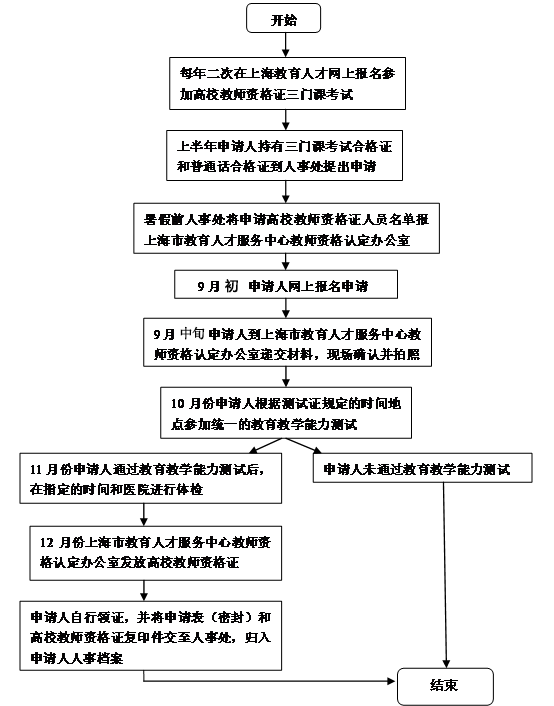 开始
每年二次在上海教育人才网上报名参
加高校教师资格证三门课考试
上半年申请人持有三门课考试合格证
和普通话合格证到人事处提出申请
暑假前人事处将申请高校教师资格证人员名单报
上海市教育人才服务中心教师资格认定办公室
9月 初 申请人网上报名申请
9月 中旬 申请人到上海市教育人才服务中心教
师资格认定办公室递交材料，现场确认并拍照
10月份申请人根据测试证规定的时间地
点参加统一的教育教学能力测试
11月份申请人通过教育教学能力测试后，
在指定的时间和医院进行体检
申请人未通过教育教学能力测试
12月份上海市教育人才服务中心教师资
格认定办公室发放高校教师资格证
申请人自行领证，并将申请表（密封）和
高校教师资格证复印件交至人事处，归入
申请人人事档案
结束